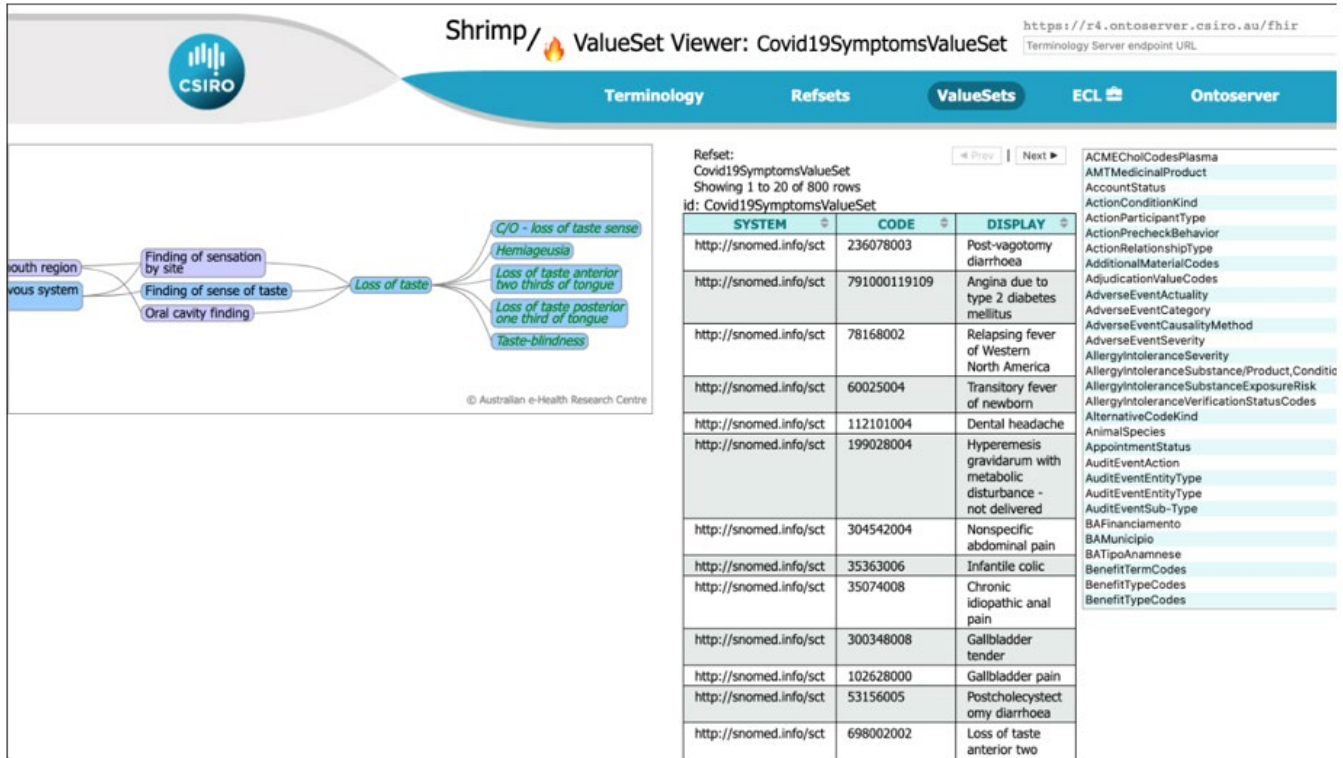 Shrimp/ ValueSet Viewer: Covid19SymptomsValueSet
https://r4.ontoserver.csiro.au/fhir
Terminology Server endpoint URL
CSIRO
Terminology
Refsets
ValueSets
ECL
Ontoserver
outh region
vous system
Finding of sensation
by site
Finding of sense of taste
Oral cavity finding
Loss of taste
C/O - loss of taste sense
Hemiageusia
Loss of taste anterior
two thirds of tongue
Loss of taste posterior
one third of tongue
Taste-blindness
© Australian e-Health Research Centre
Refset:
Covid19SymptomsValueSet
Showing 1 to 20 of 800 rows
id: Covid19SymptomsValueSet
◄ Prev | Next ►
SYSTEM CODE DISPLAY
http://snomed.info/sct 236078003 Post-vagotomy
diarrhoea
http://snomed.info/sct 791000119109 Angina due to
type 2 diabetes
mellitus
http://snomed.info/sct 78168002 Relapsing fever
of Western
North America
http://snomed.info/sct 60025004 Transitory fever
of newborn
http://snomed.info/sct 112101004 Dental headache
http://snomed.info/sct 199028004 Hyperemesis
gravidarum with
metabolic
disturbance -
not delivered
http://snomed.info/sct 304542004 Nonspecific
abdominal pain
http://snomed.info/sct 35363006 Infantile colic
http://snomed.info/sct 35074008 Chronic
idiopathic anal
pain
http://snomed.info/sct 300348008 Gallbladder
tender
http://snomed.info/sct 102628000 Gallbladder pain
http://snomed.info/sct 53156005 Postcholecystect
omy diarrhoea
http://snomed.info/sct 698002002 Loss of taste
anterior two
ACMECholCodesPlasma
AMTMedicinalProduct
AccountStatus
ActionConditionKind
ActionParticipantType
ActionPrecheckBehavior
ActionRelationshipType
AdditionalMaterialCodes
AdjudicationValueCodes
AdverseEventActuality
AdverseEventCategory
AdverseEventCausalityMethod
AdverseEventSeverity
AllergyIntoleranceSeverity
AllergyIntoleranceSubstance/Product,Conditio
AllergyIntoleranceSubstanceExposureRisk
AllergyIntoleranceVerificationStatusCodes
AlternativeCodeKind
AnimalSpecies
AppointmentStatus
AuditEventAction
AuditEventEntityType
AuditEventEntityType
AuditEventSub-Type
BAFinanciamento
BAMunicipio
BATipoAnamnese
BenefitTermCodes
BenefitTypeCodes
BenefitTypeCodes